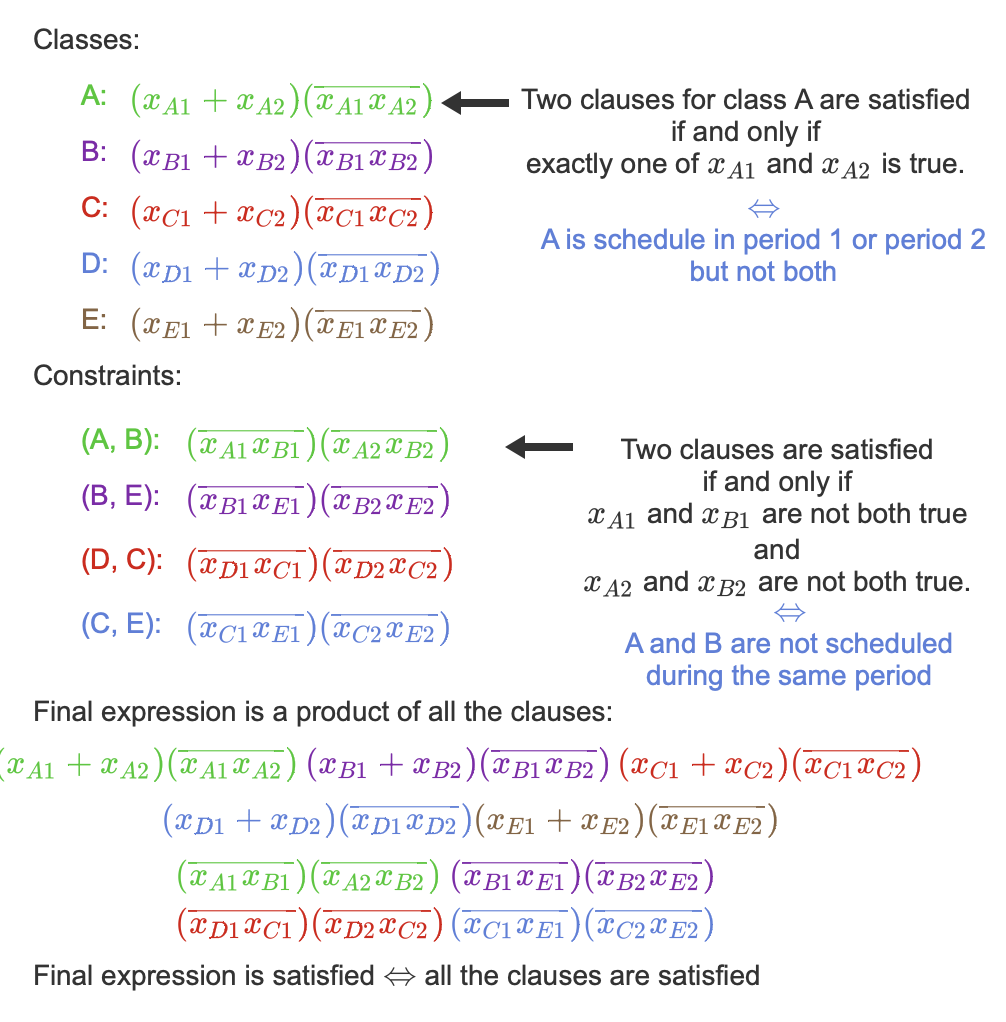 Classes:
A: (x_{A1} + x_{A2})(\overline{x_{A1}x_{A2}})
Two clauses for class A are satisfied
if and only if
exactly one of x_{A1} and x_{A2} is true.
⇔
A is schedule in period 1 or period 2
but not both
B: (x_{B1} + x_{B2})(\overline{x_{B1}x_{B2}})
C: (x_{C1} + x_{C2})(\overline{x_{C1}x_{C2}})
D: (x_{D1} + x_{D2})(\overline{x_{D1}x_{D2}})
E: (x_{E1} + x_{E2})(\overline{x_{E1}x_{E2}})
Constraints:
(A, B): (\overline{x_{A1}x_{B1}})(\overline{x_{A2}x_{B2}})
(B, E): (\overline{x_{B1}x_{E1}})(\overline{x_{B2}x_{E2}})
(D, C): (\overline{x_{D1}x_{C1}})(\overline{x_{D2}x_{C2}})
(C, E): (\overline{x_{C1}x_{E1}})(\overline{x_{C2}x_{E2}})
Two clauses are satisfied
if and only if
x_{A1} and x_{B1} are not both true
and
x_{A2} and x_{B2} are not both true.
⇔
A and B are not scheduled
during the same period
Final expression is a product of all the clauses:
(x_{A1} + x_{A2})(\overline{x_{A1}x_{A2}}) (x_{B1} + x_{B2})(\overline{x_{B1}x_{B2}}) (x_{C1} + x_{C2})(\overline{x_{C1}x_{C2}})
(x_{D1} + x_{D2})(\overline{x_{D1}x_{D2}})(x_{E1} + x_{E2})(\overline{x_{E1}x_{E2}})
(\overline{x_{A1}x_{B1}})(\overline{x_{A2}x_{B2}}) (\overline{x_{B1}x_{E1}})(\overline{x_{B2}x_{E2}})
(\overline{x_{D1}x_{C1}})(\overline{x_{D2}x_{C2}}) (\overline{x_{C1}x_{E1}})(\overline{x_{C2}x_{E2}})
Final expression is satisfied ⇔ all the clauses are satisfied